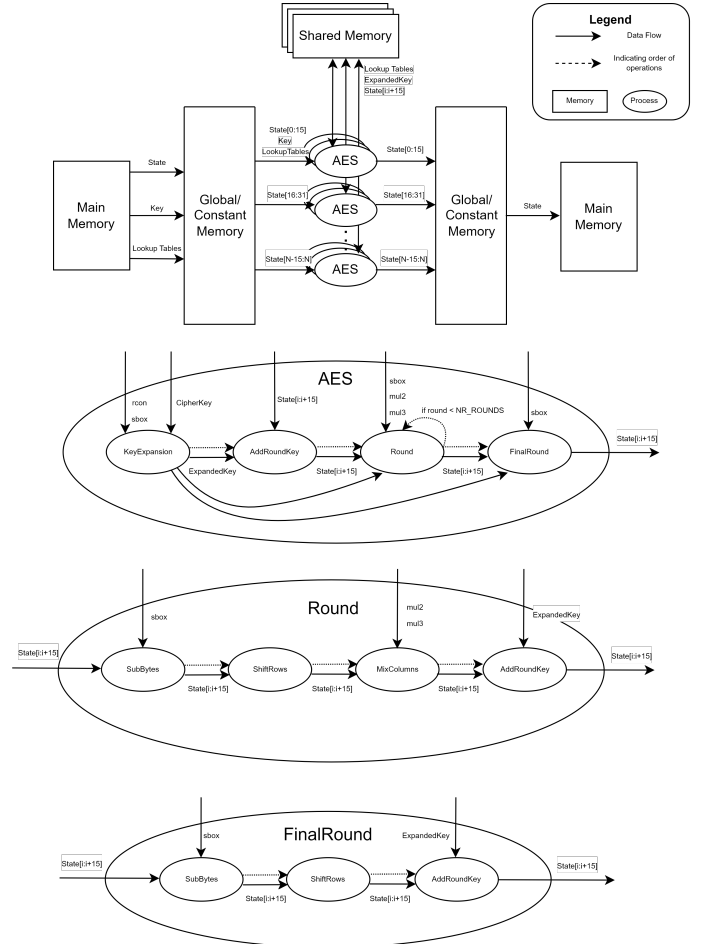 Shared Memory
Legend
Data Flow
Indicating order of
operations
Memory
Process
Lookup Tables
ExpandedKey
State[i:i+15]
Main
Memory
State
Key
Lookup Tables
Global/
Constant
Memory
State[0:15]
Key
LookupTables
AES
State[0:15]
State[16:31]
AES
State[16:31]
State[N-15:N]
AES
State[N-15:N]
Global/
Constant
Memory
State
Main
Memory
AES
rcon
sbox
CipherKey
State[i:i+15]
sbox
mul2
mul3
if round < NR_ROUNDS
sbox
KeyExpansion
ExpandedKey
AddRoundKey
State[i:i+15]
Round
State[i:i+15]
FinalRound
State[i:i+15]
Round
sbox
mul2
mul3
ExpandedKey
State[i:i+15]
SubBytes
State[i:i+15]
ShiftRows
State[i:i+15]
MixColumns
State[i:i+15]
AddRoundKey
State[i:i+15]
FinalRound
sbox
ExpandedKey
State[i:i+15]
SubBytes
State[i:i+15]
ShiftRows
State[i:i+15]
AddRoundKey
State[i:i+15]